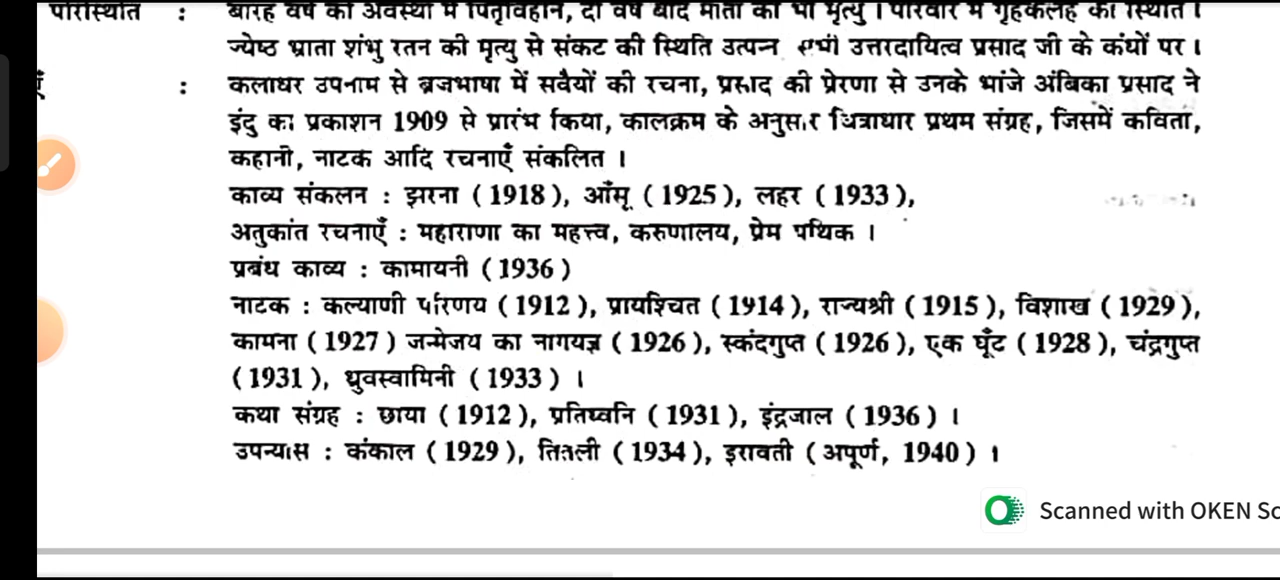 परिस्थिति : बारह वर्ष की अवस्था में पितृविहीन, दो वर्ष बाद माता की भी मृत्यु । परिवार में गृहकलह की स्थिति ।
ज्येष्ठ भ्राता शंभु रतन की मृत्यु से संकट की स्थिति उत्पन्न सभी उत्तरदायित्व प्रसाद जी के कंधों पर ।
: कलाधर उपनाम से ब्रजभाषा में सवैयों की रचना, प्रसाद की प्रेरणा से उनके भांजे अंबिका प्रसाद ने
इंदु का प्रकाशन 1909 से प्रारंभ किया, कालक्रम के अनुसार चित्राधार प्रथम संग्रह, जिसमें कविता,
कहानी, नाटक आदि रचनाएँ संकलित ।
काव्य संकलन : झरना ( 1918 ), आँसू ( 1925 ), लहर ( 1933 ),
अतुकांत रचनाएँ : महाराणा का महत्त्व, करुणालय, प्रेम पथिक ।
प्रबंध काव्य : कामायनी ( 1936 )
नाटक : कल्याणी परिणय ( 1912 ), प्रायश्चित ( 1914 ), राज्यश्री ( 1915 ), विशाख ( 1929 ),
कामना ( 1927 ) जन्मेजय का नागयज्ञ ( 1926 ), स्कंदगुप्त ( 1926 ), एक घूँट ( 1928 ), चंद्रगुप्त
( 1931 ), ध्रुवस्वामिनी ( 1933 ) ।
कथा संग्रह : छाया ( 1912 ), प्रतिध्वनि ( 1931 ), इंद्रजाल ( 1936 ) ।
उपन्यास : कंकाल ( 1929 ), तितली ( 1934 ), इरावती ( अपूर्ण, 1940 ) ।
Scanned with OKEN Sc